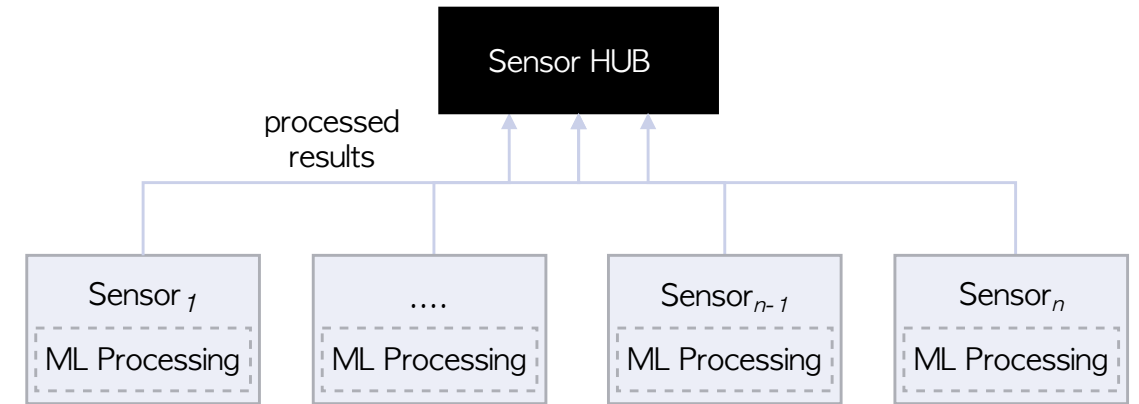 Sensor HUB
processed
results
Sensor 1
....
Sensor n-1
Sensor n
ML Processing
ML Processing
ML Processing
ML Processing